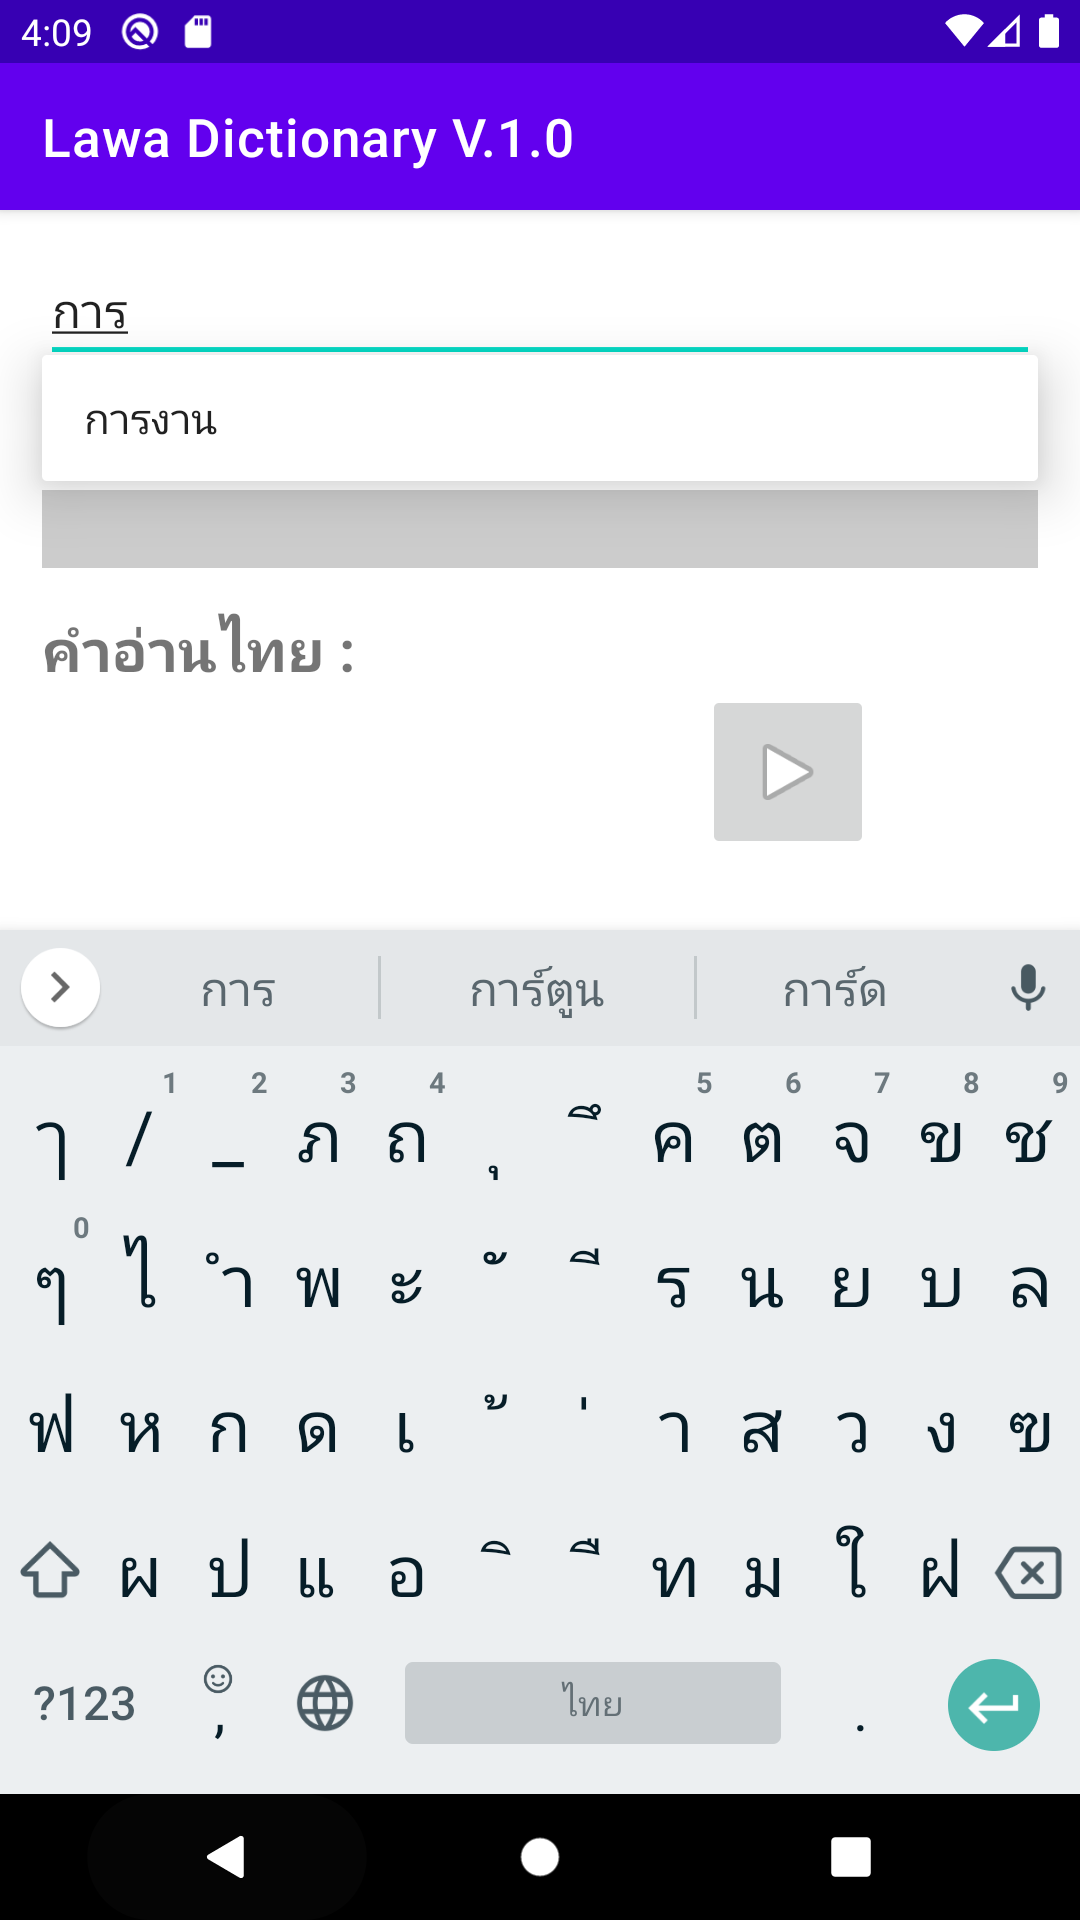 4:09
Lawa Dictionary V.1.0
การ
การงาน
คำอ่านไทย :
การ การ์ตูน การ์ด
1 2 3 4 5 6 7 8 9
ๅ / _ ภ ถ ุ ึ ค ต จ ข ช
0
ๆ ไ ำ พ ะ ั ี ร น ย บ ล
ฟ ห ก ด เ ้ ่ า ส ว ง ฃ
ผ ป แ อ ิ ื ท ม ใ ฝ
?123 , ไทย .